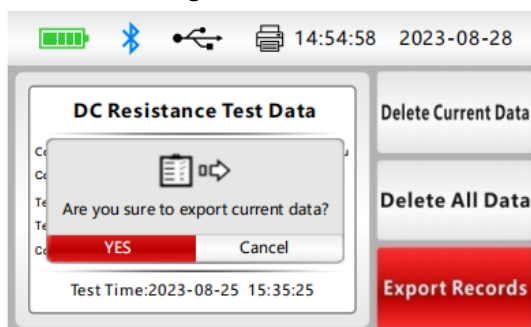 14:54:58 2023-08-28
DC Resistance Test Data
Are you sure to export current data?
YES Cancel
Test Time:2023-08-25 15:35:25
Delete Current Data
Delete All Data
Export Records